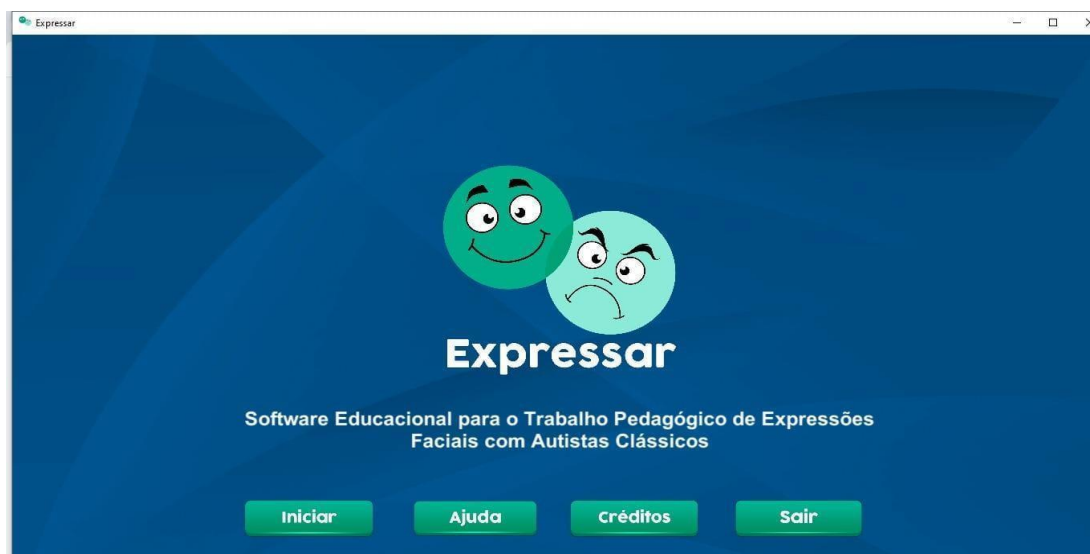 Expressar
Expressar
Software Educacional para o Trabalho Pedagógico de Expressões
Faciais com Autistas Clássicos
Iniciar
Ajuda
Créditos
Sair